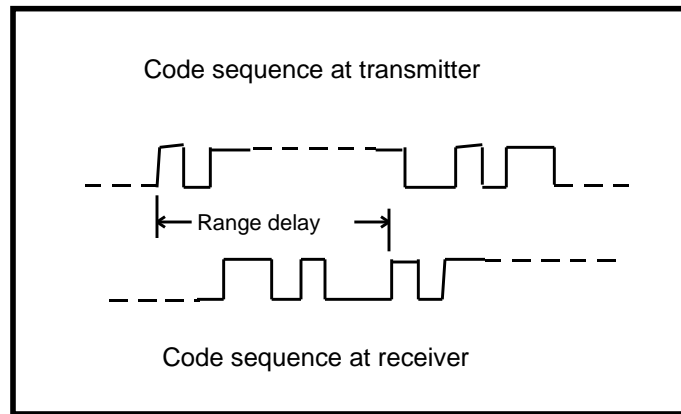 Code sequence at transmitter
Range delay
Code sequence at receiver